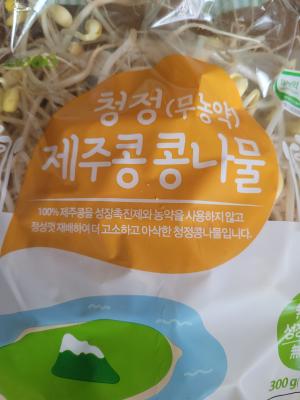 청정(무농약)
제주콩콩나물
100% 제주콩을 성장촉진제와 농약을 사용하지 않고
정성껏 재배하여 더 고소하고 아삭한 청정콩나물입니다.
300g